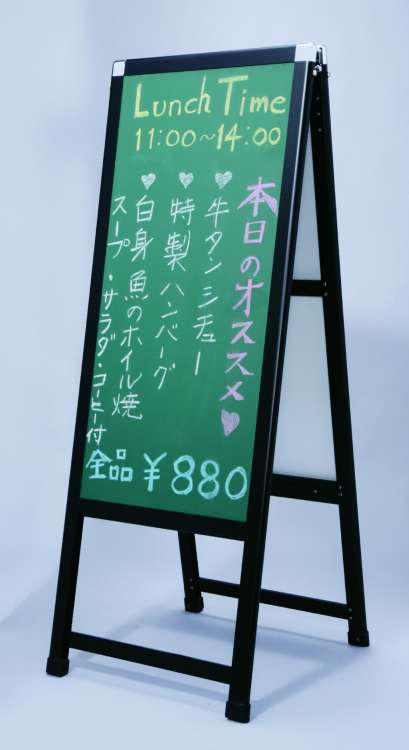 Lunch Time
11:00~14:00
本日のオススメ♥
♥牛タンシチュー
♥特製ハンバーグ
♥白身魚のホイル焼
スープ・サラダ・コーヒー付
全品¥880